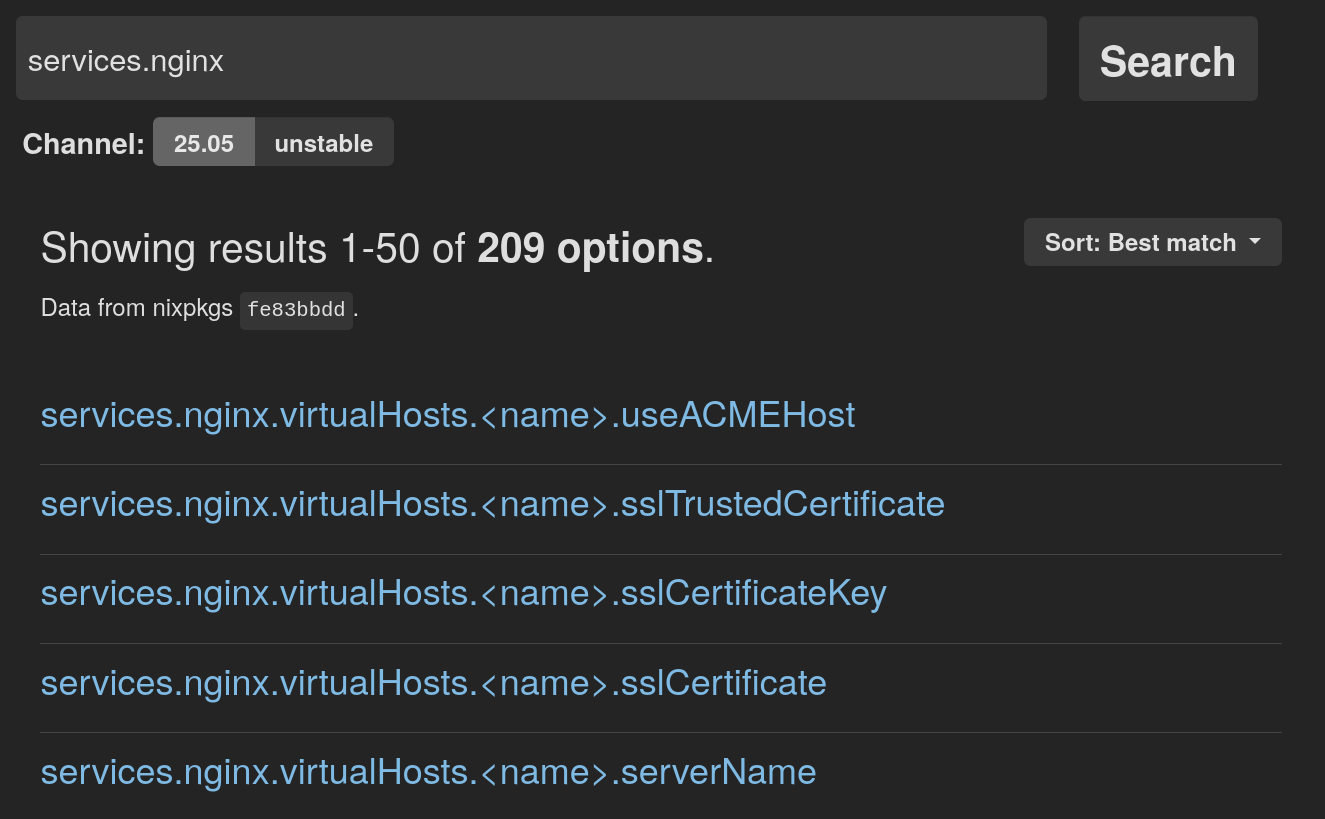 services.nginx Search
Channel: 25.05 unstable
Showing results 1-50 of 209 options. Sort: Best match
Data from nixpkgs fe83bbdd.
services.nginx.virtualHosts.<name>.useACMEHost
services.nginx.virtualHosts.<name>.sslTrustedCertificate
services.nginx.virtualHosts.<name>.sslCertificateKey
services.nginx.virtualHosts.<name>.sslCertificate
services.nginx.virtualHosts.<name>.serverName